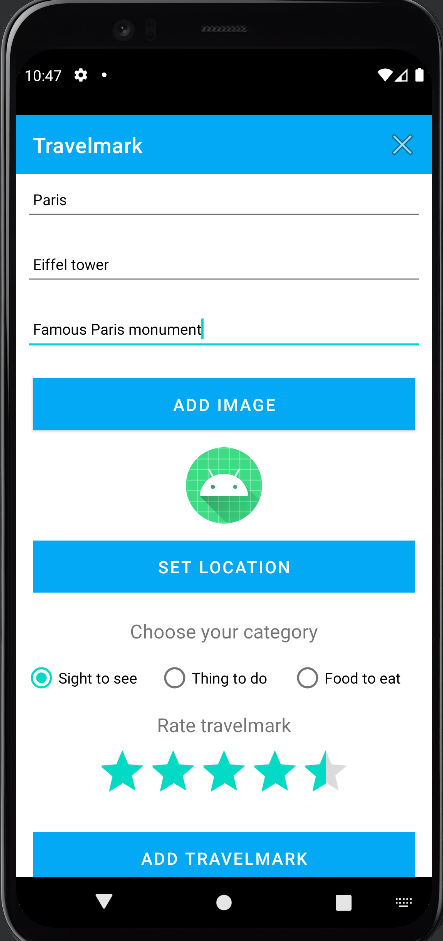 10:47
Travelmark
Paris
Eiffel tower
Famous Paris monument
ADD IMAGE
SET LOCATION
Choose your category
Sight to see Thing to do Food to eat
Rate travelmark
ADD TRAVELMARK